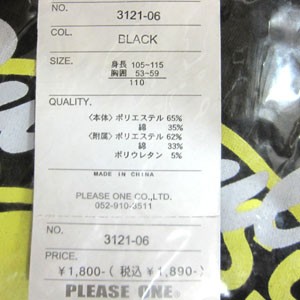 NO. 3121-06
COL. BLACK
SIZE. 身長 105~115
胸囲 53~59
110
QUALITY.
〈本体〉ポリエステル 65%
綿 35%
〈附属〉ポリエステル 62%
綿 33%
ポリウレタン 5%
MADE IN CHINA
PLEASE ONE CO.,LTD.
052-910-3511
NO. 3121-06
PRICE.
¥1,800-(税込¥1,890-)
PLEASE ONE.